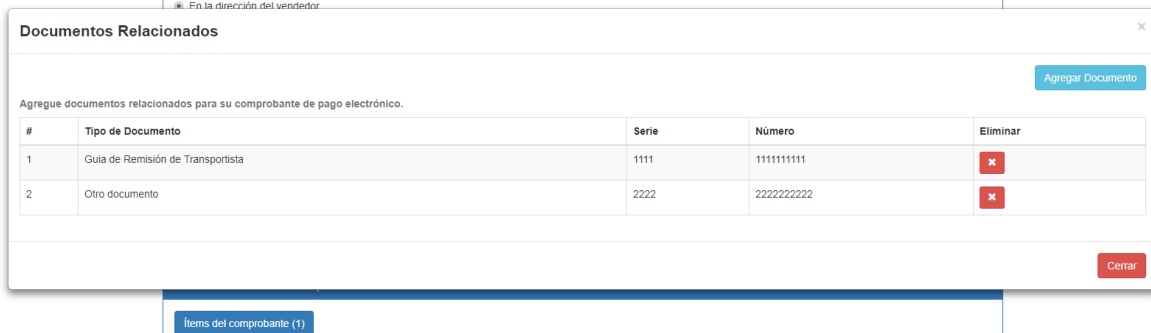 En la dirección del vendedor
Documentos Relacionados
×
Agregar Documento
Agregue documentos relacionados para su comprobante de pago electrónico.
# Tipo de Documento Serie Número Eliminar
1 Guia de Remisión de Transportista 1111 1111111111
2 Otro documento 2222 2222222222
Cerrar
Ítems del comprobante (1)